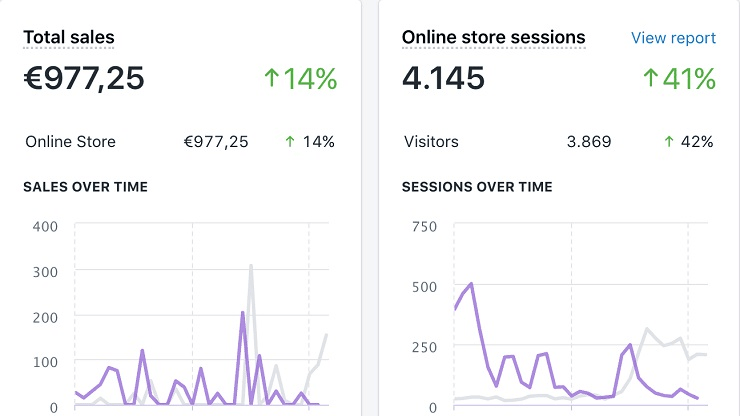 Total sales
€977,25 ↑14%
Online Store €977,25 ↑ 14%
SALES OVER TIME
400
300
200
100
0
Online store sessions View report
4.145 ↑41%
Visitors 3.869 ↑ 42%
SESSIONS OVER TIME
750
500
250
0